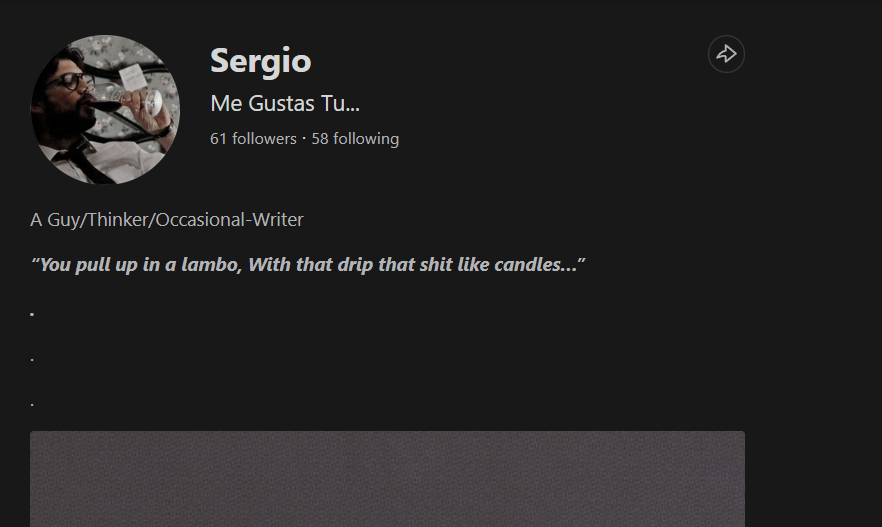 Sergio
Me Gustas Tu...
61 followers · 58 following
A Guy/Thinker/Occasional-Writer
“You pull up in a lambo, With that drip that shit like candles...”
.
.
.